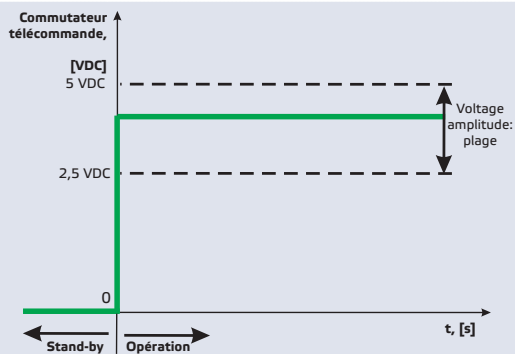 Commutateur
télécommande,
[VDC]
5 VDC
Voltage
amplitude:
plage
2,5 VDC
0
t, [s]
Stand-by
Opération